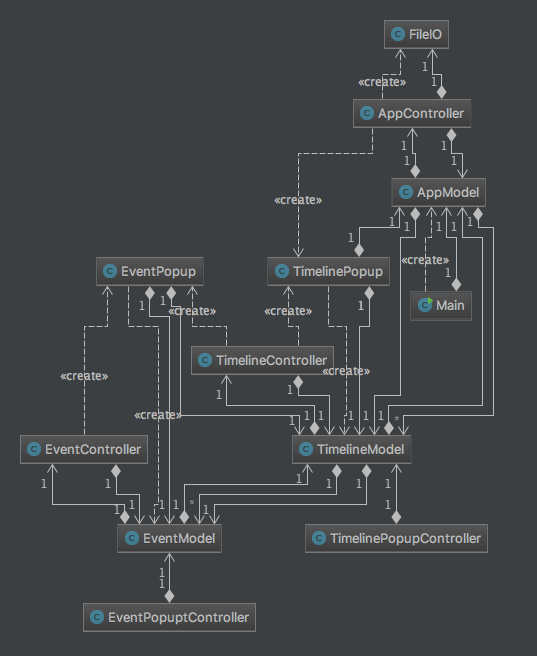 C FileIO
1
1
«create»
C AppController
1
1
1
1
C AppModel
«create»
1
1
1
1
1
1
1
«create»
C EventPopup
C TimelinePopup
1
C Main
1
1
1
«create»
«create»
C TimelineController
«create»
«create»
1
1
1
1
1
1
1
1
*
«create»
C EventController
C TimelineModel
1
1
1
1
1
1
1
1
1
1
*
1
1
1
C EventModel
C TimelinePopupController
1
1
C EventPopuptController